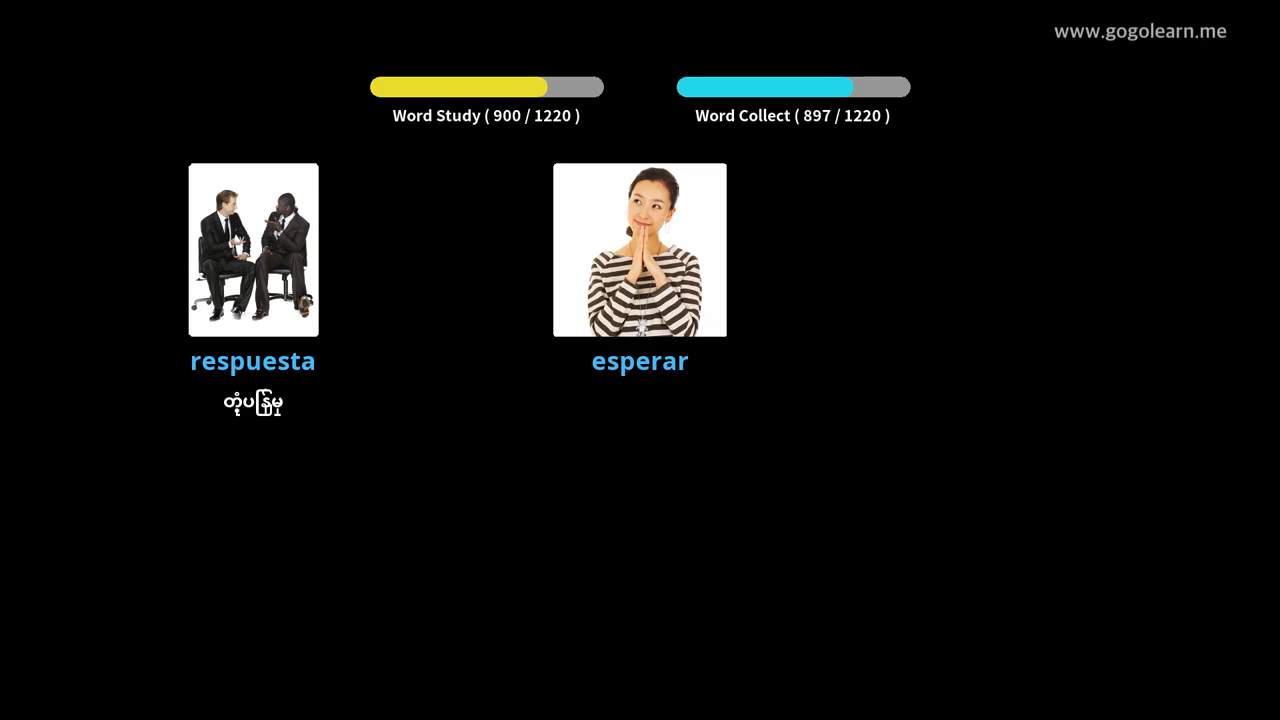 www.gogolearn.me
Word Study ( 900 / 1220 )
Word Collect ( 897 / 1220 )
respuesta
esperar
တုံ့ပြန်မှု